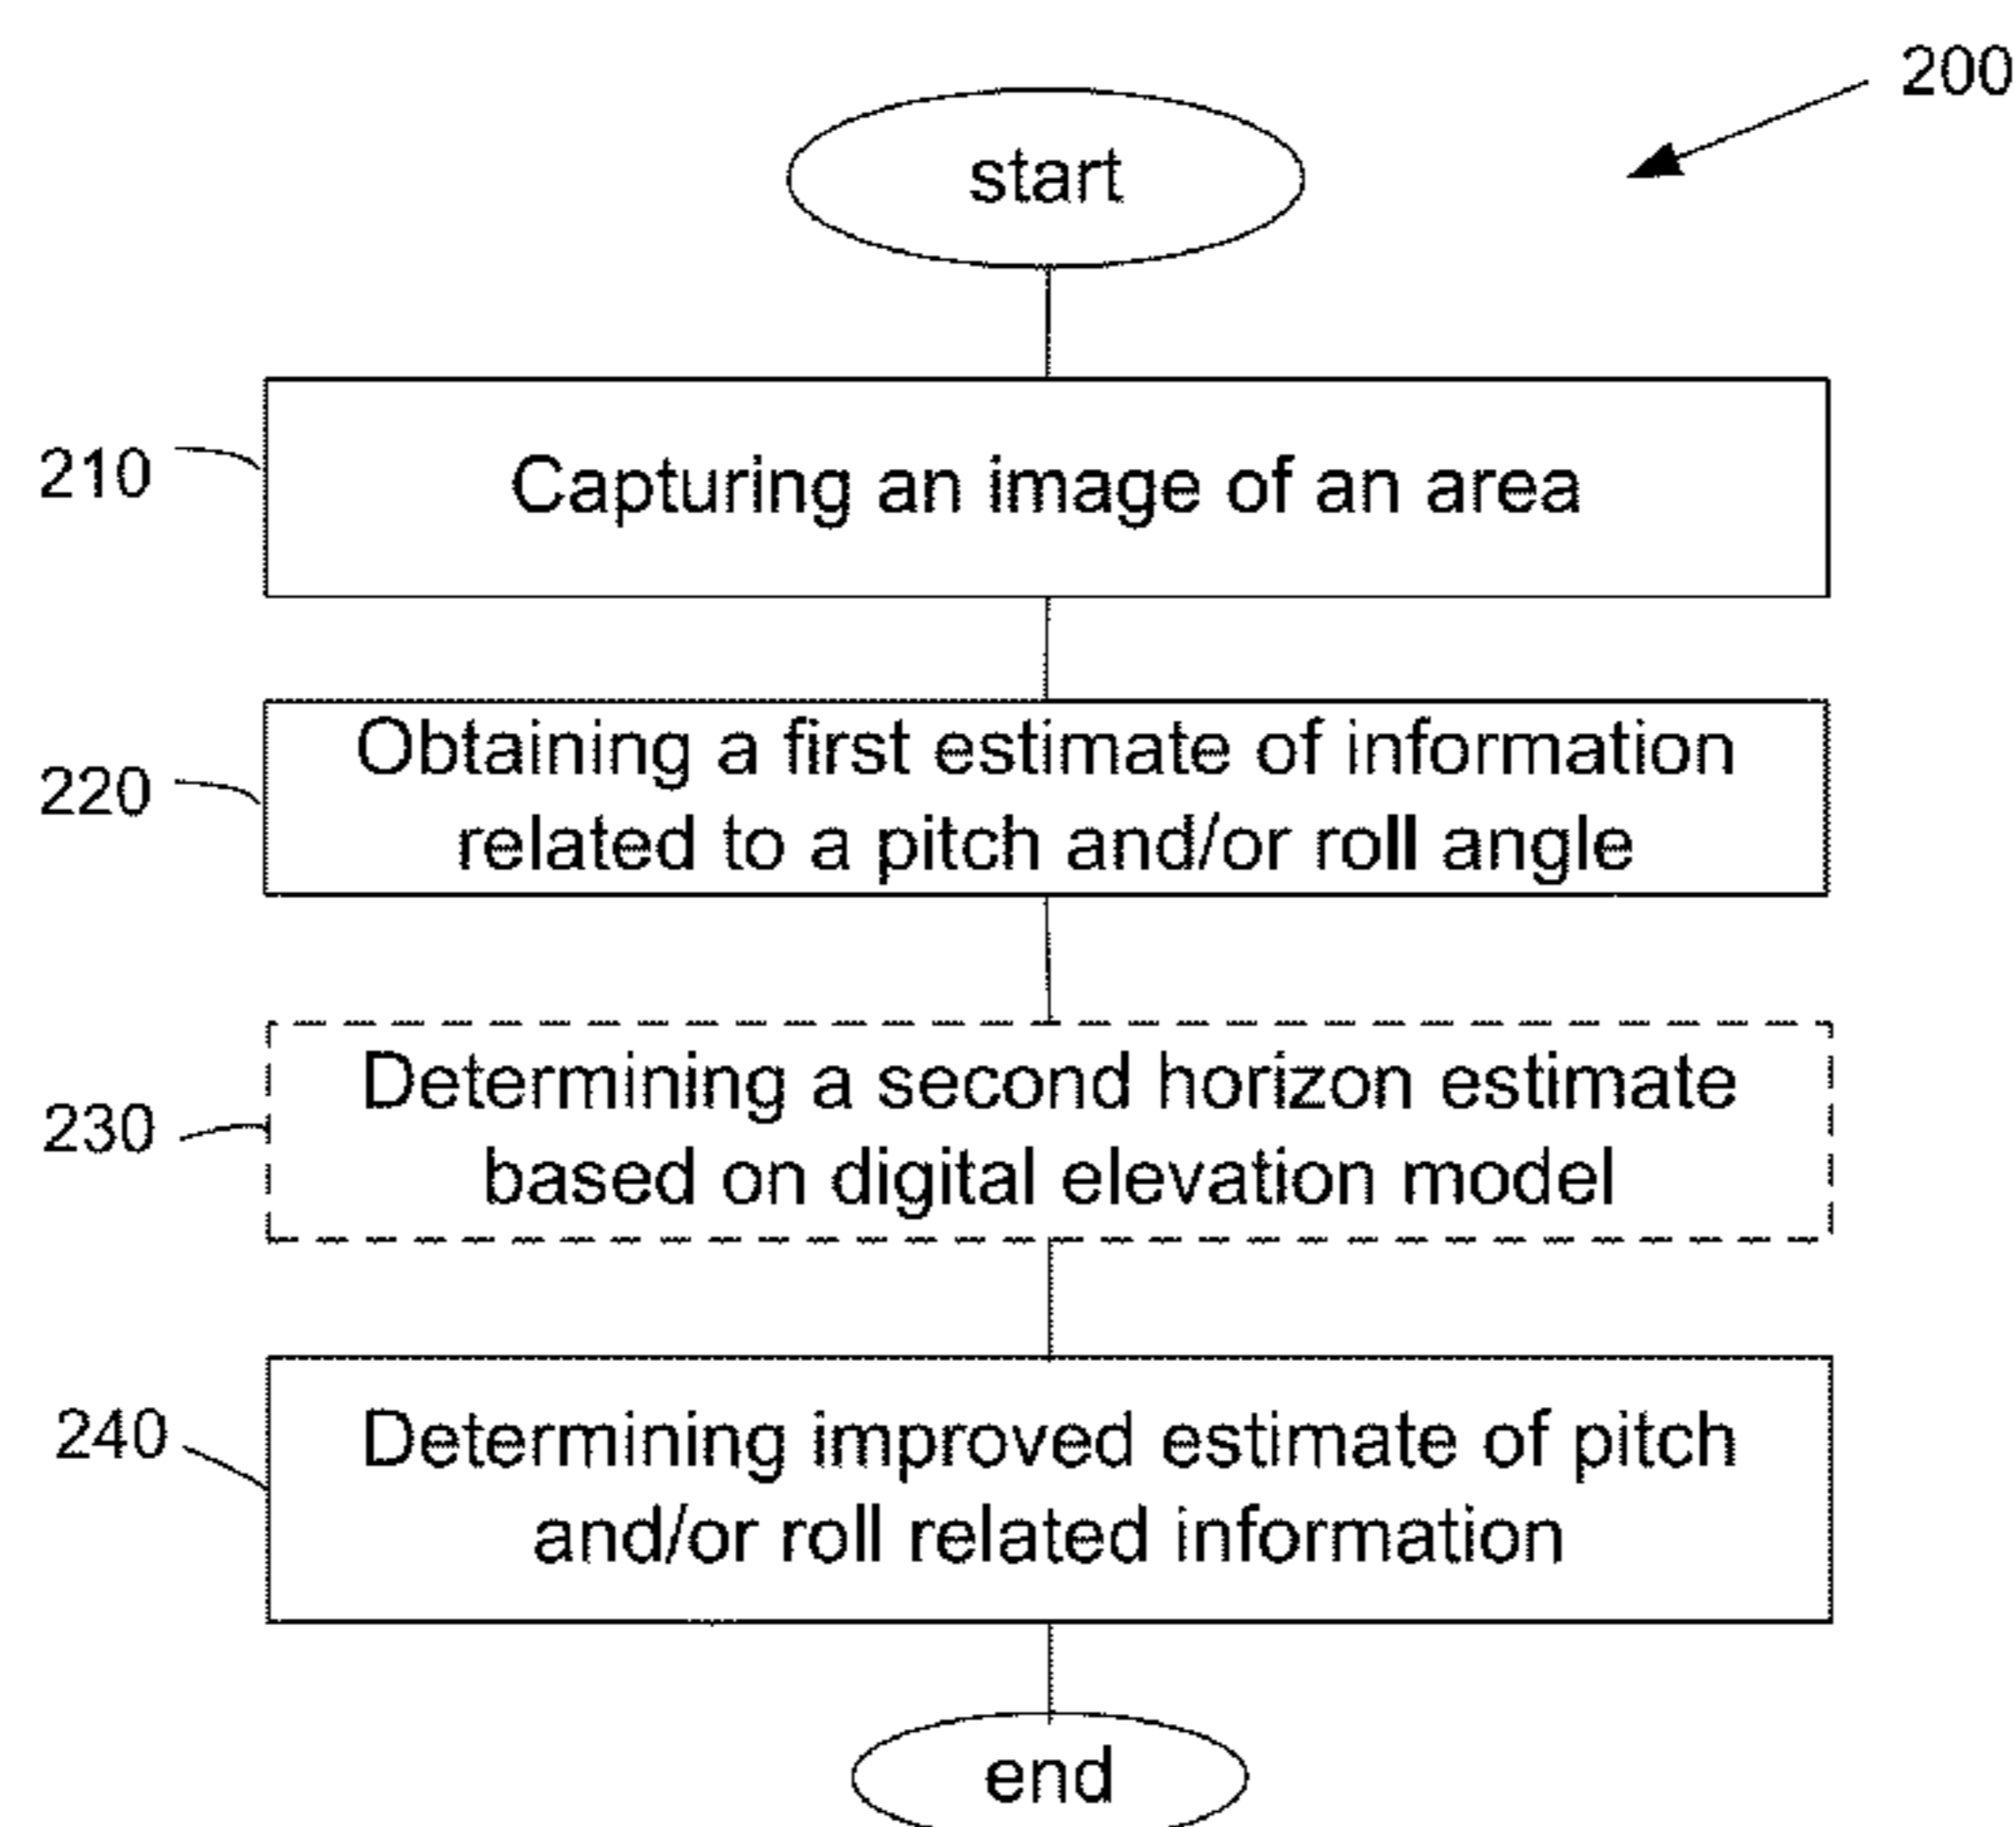 200
start
210
Capturing an image of an area
220
Obtaining a first estimate of information
related to a pitch and/or roll angle
230
Determining a second horizon estimate
based on digital elevation model
240
Determining improved estimate of pitch
and/or roll related information
end